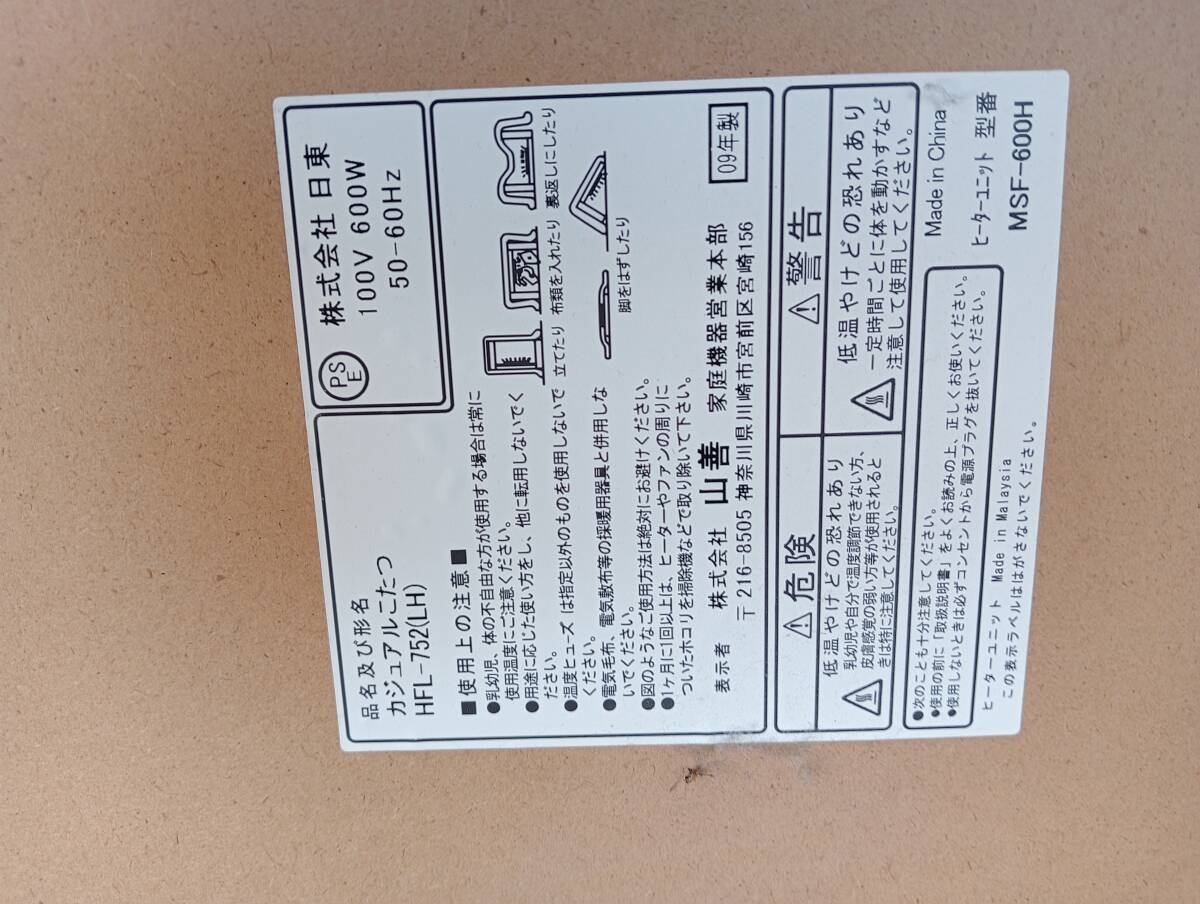 品名及び形名
カジュアルこたつ
HFL-752(LH)
PS
E
株式会社 日東
100V 600W
50-60Hz
■使用上の注意■
●乳幼児、体の不自由な方が使用する場合は常に
使用温度にご注意ください。
●用途に応じた使い方をし、他に転用しないでく
ださい。
●温度ヒューズ は指定以外のものを使用しないで
ください。
●電気毛布、電気敷布等の採暖用器具と併用しな
いでください。
●図のようなご使用方法は絶対にお避けください。
●1ヶ月に1回以上は、ヒーターやファンの周りに
ついたホコリを掃除機などで取り除いて下さい。
立てたり 布類を入れたり 裏返しにしたり
脚をはずしたり
表示者 株式会社 山善 家庭機器営業本部
〒216-8505 神奈川県川崎市宮前区宮崎156
09年製
⚠危険
低温やけどの恐れあり
乳幼児や自分で温度調節できない方、
皮膚感覚の弱い方等が使用されると
きは特に注意してください。
⚠警告
低温やけどの恐れあり
一定時間ごとに体を動かすなど
注意して使用してください。
●次のことも十分注意してください。
●使用の前に「取扱説明書」をよくお読みの上、正しくお使いください。
●使用しないときは必ずコンセントから電源プラグを抜いてください。
Made in China
ヒーターユニット 型番
MSF-600H
ヒーターユニット Made in Malaysia
この表示ラベルははがさないでください。